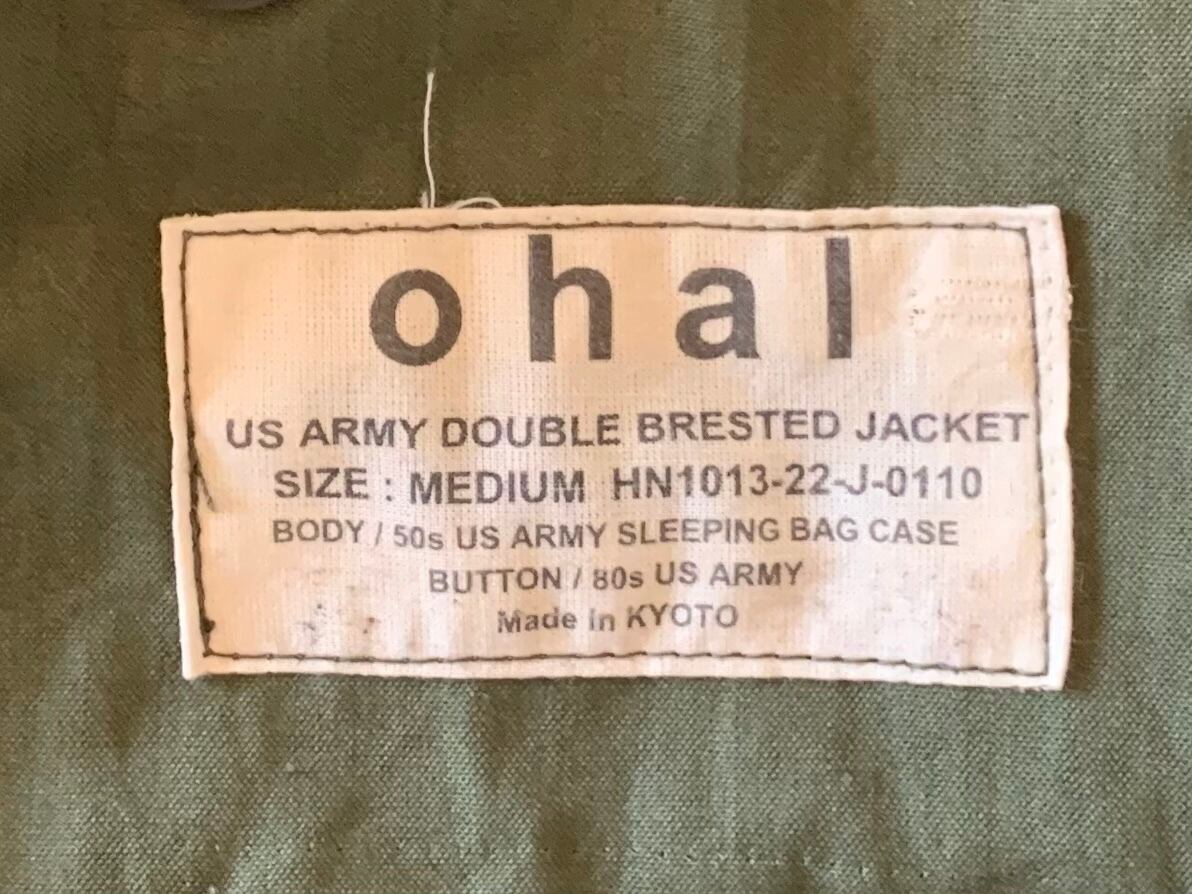 ohal
US ARMY DOUBLE BRESTED JACKET
SIZE : MEDIUM HN1013-22-J-0110
BODY / 50s US ARMY SLEEPING BAG CASE
BUTTON / 80s US ARMY
Made in KYOTO